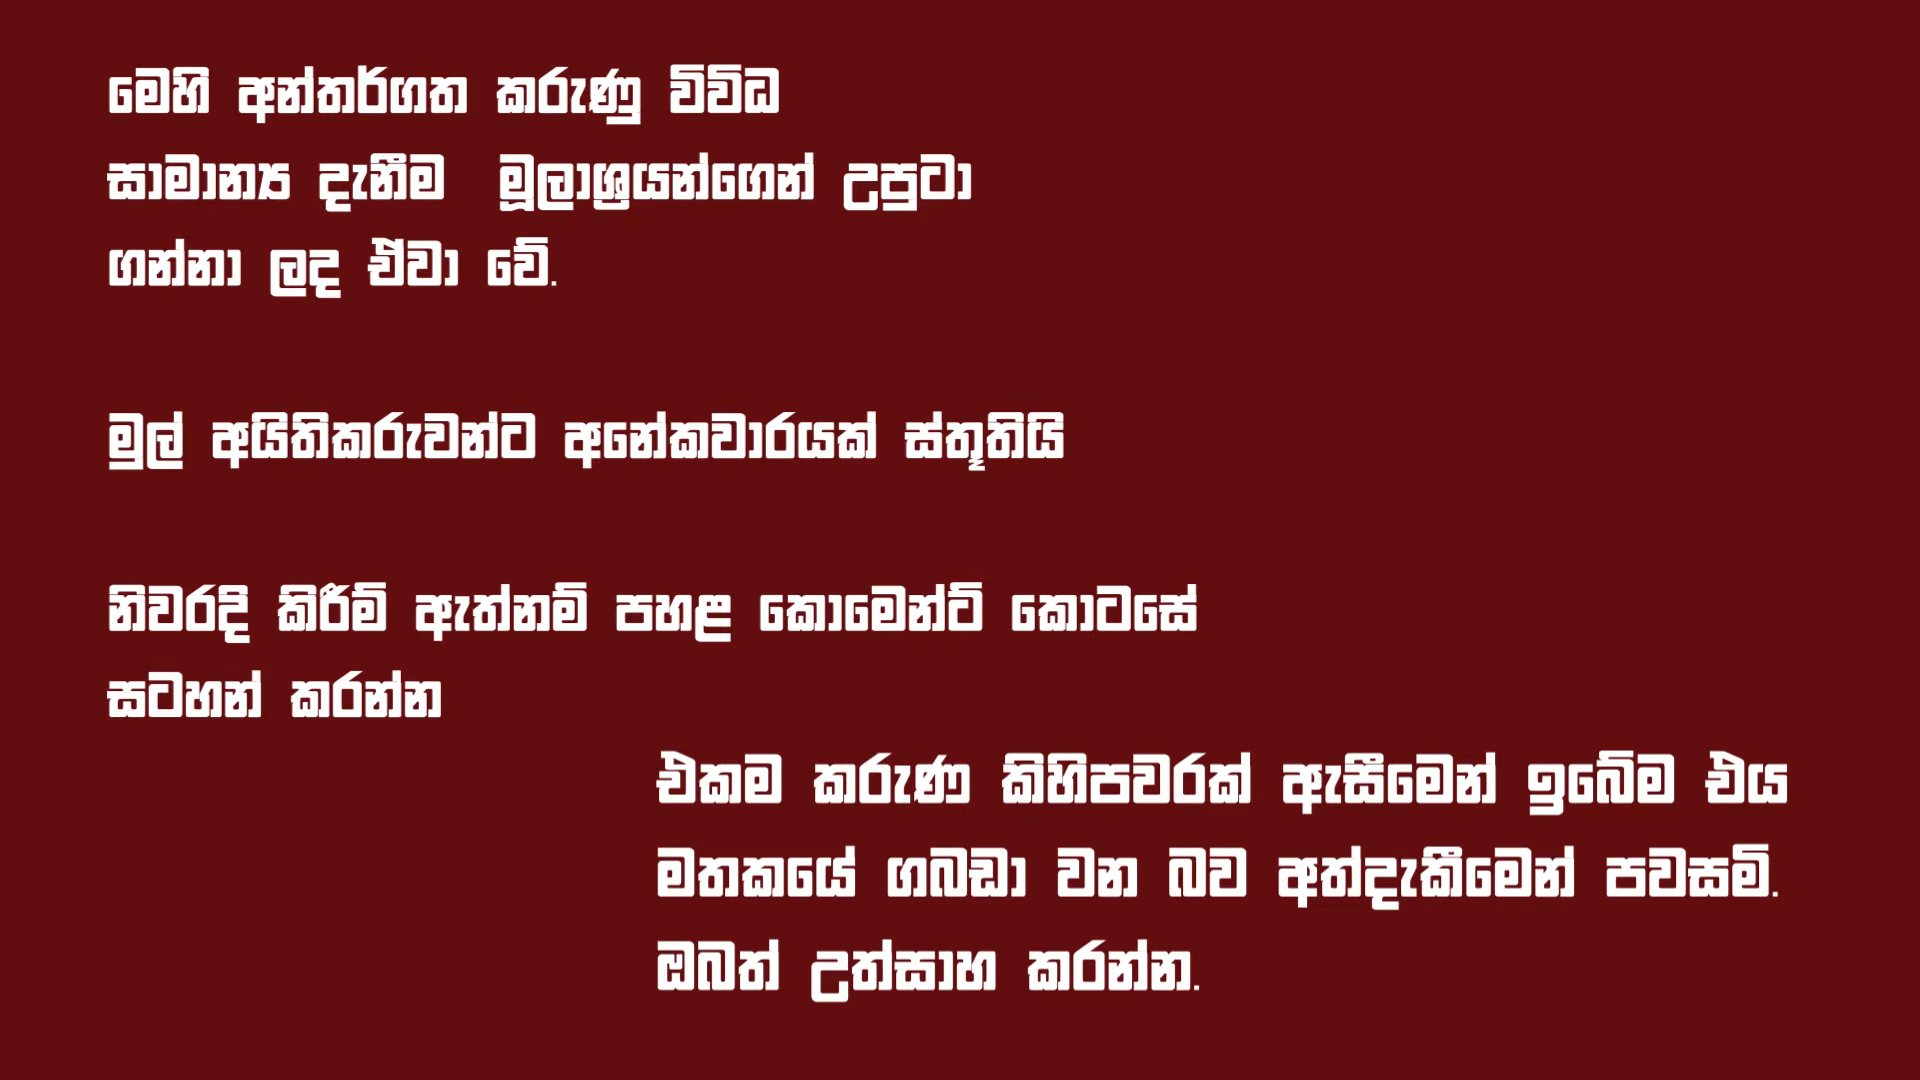 මෙහි අන්තර්ගත කරුණු විවිධ
සාමාන්‍ය දැනීම මූලාශ්‍රයන්ගෙන් උපුටා
ගන්නා ලද ඒවා වේ.
මුල් අයිතිකරුවන්ට අනේකවාරයක් ස්තූතියි
නිවරදි කිරීම් ඇත්නම් පහළ කොමෙන්ට් කොටසේ
සටහන් කරන්න
එකම කරුණ කිහිපවරක් ඇසීමෙන් ඉබේම එය
මතකයේ ගබඩා වන බව අත්දැකීමෙන් පවසමි.
ඔබත් උත්සාහ කරන්න.